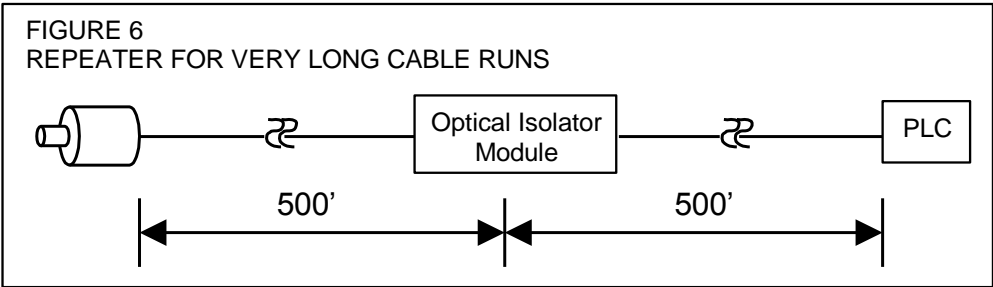 FIGURE 6
REPEATER FOR VERY LONG CABLE RUNS
Optical Isolator
Module
PLC
500’
500’